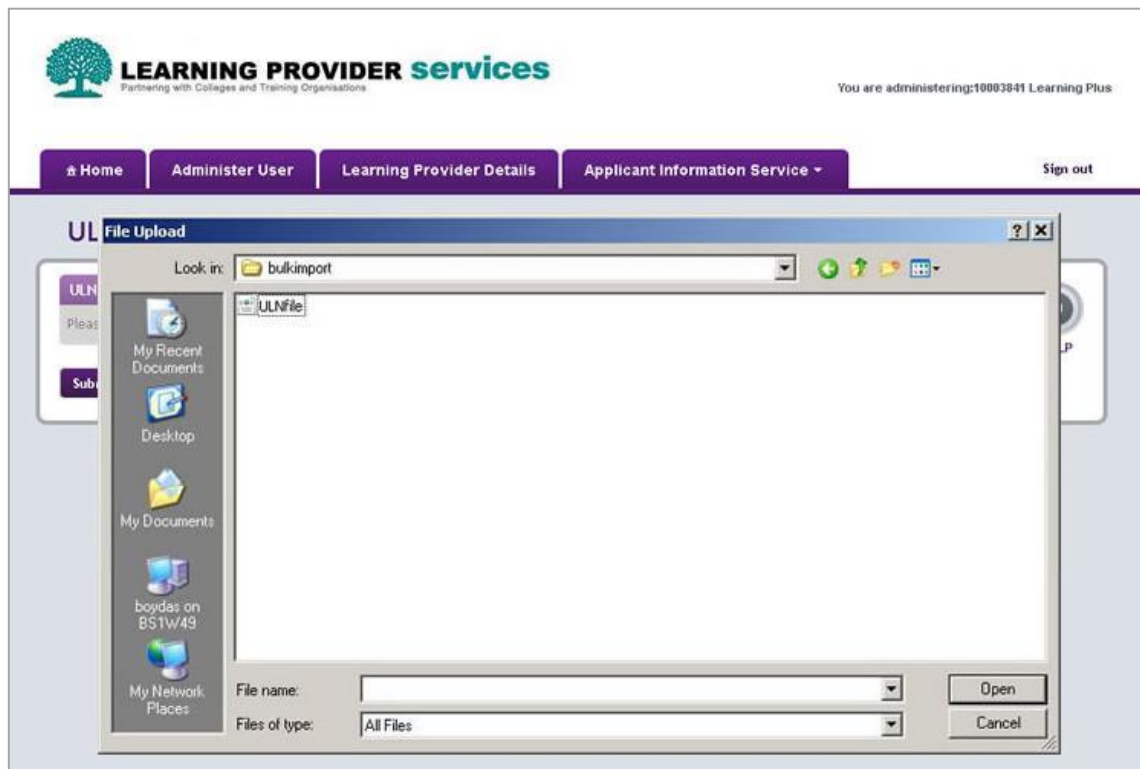 LEARNING PROVIDER services
Partnering with Colleges and Training Organisations
You are administering:10003841 Learning Plus
Home
Administer User
Learning Provider Details
Applicant Information Service
Sign out
UL
File Upload
Look in:
bulkimport
ULN
Pleas
Sub
ULNfile
My Recent
Documents
Desktop
My Documents
boydas on
BS1W49
My Network
Places
File name:
Open
Files of type:
All Files
Cancel